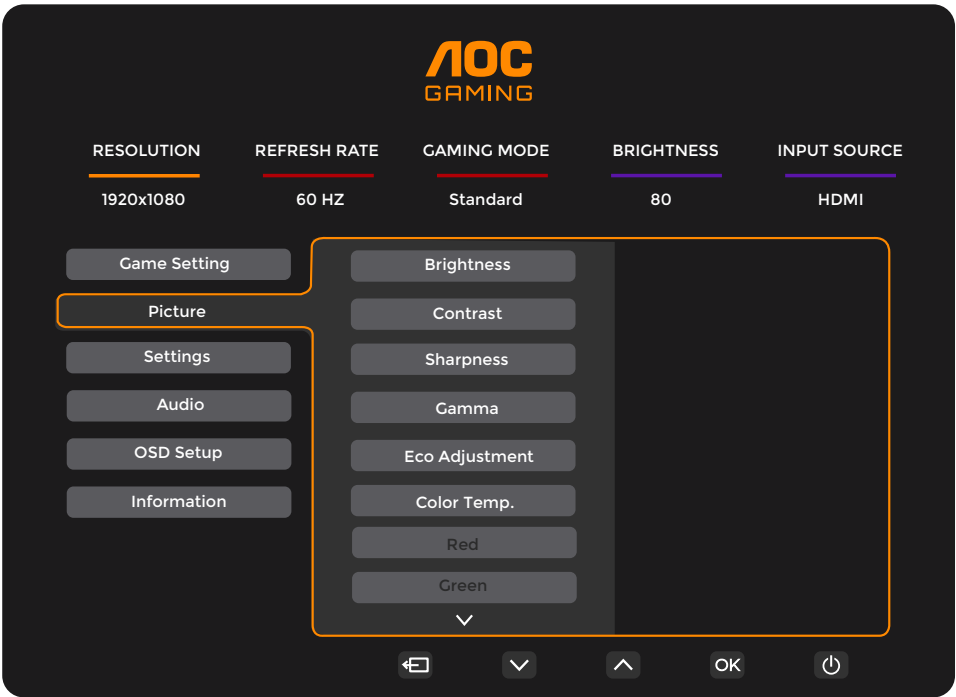 AOC
GAMING
RESOLUTION REFRESH RATE GAMING MODE BRIGHTNESS INPUT SOURCE
1920x1080 60 HZ Standard 80 HDMI
Game Setting
Picture
Settings
Audio
OSD Setup
Information
Brightness
Contrast
Sharpness
Gamma
Eco Adjustment
Color Temp.
Red
Green
OK